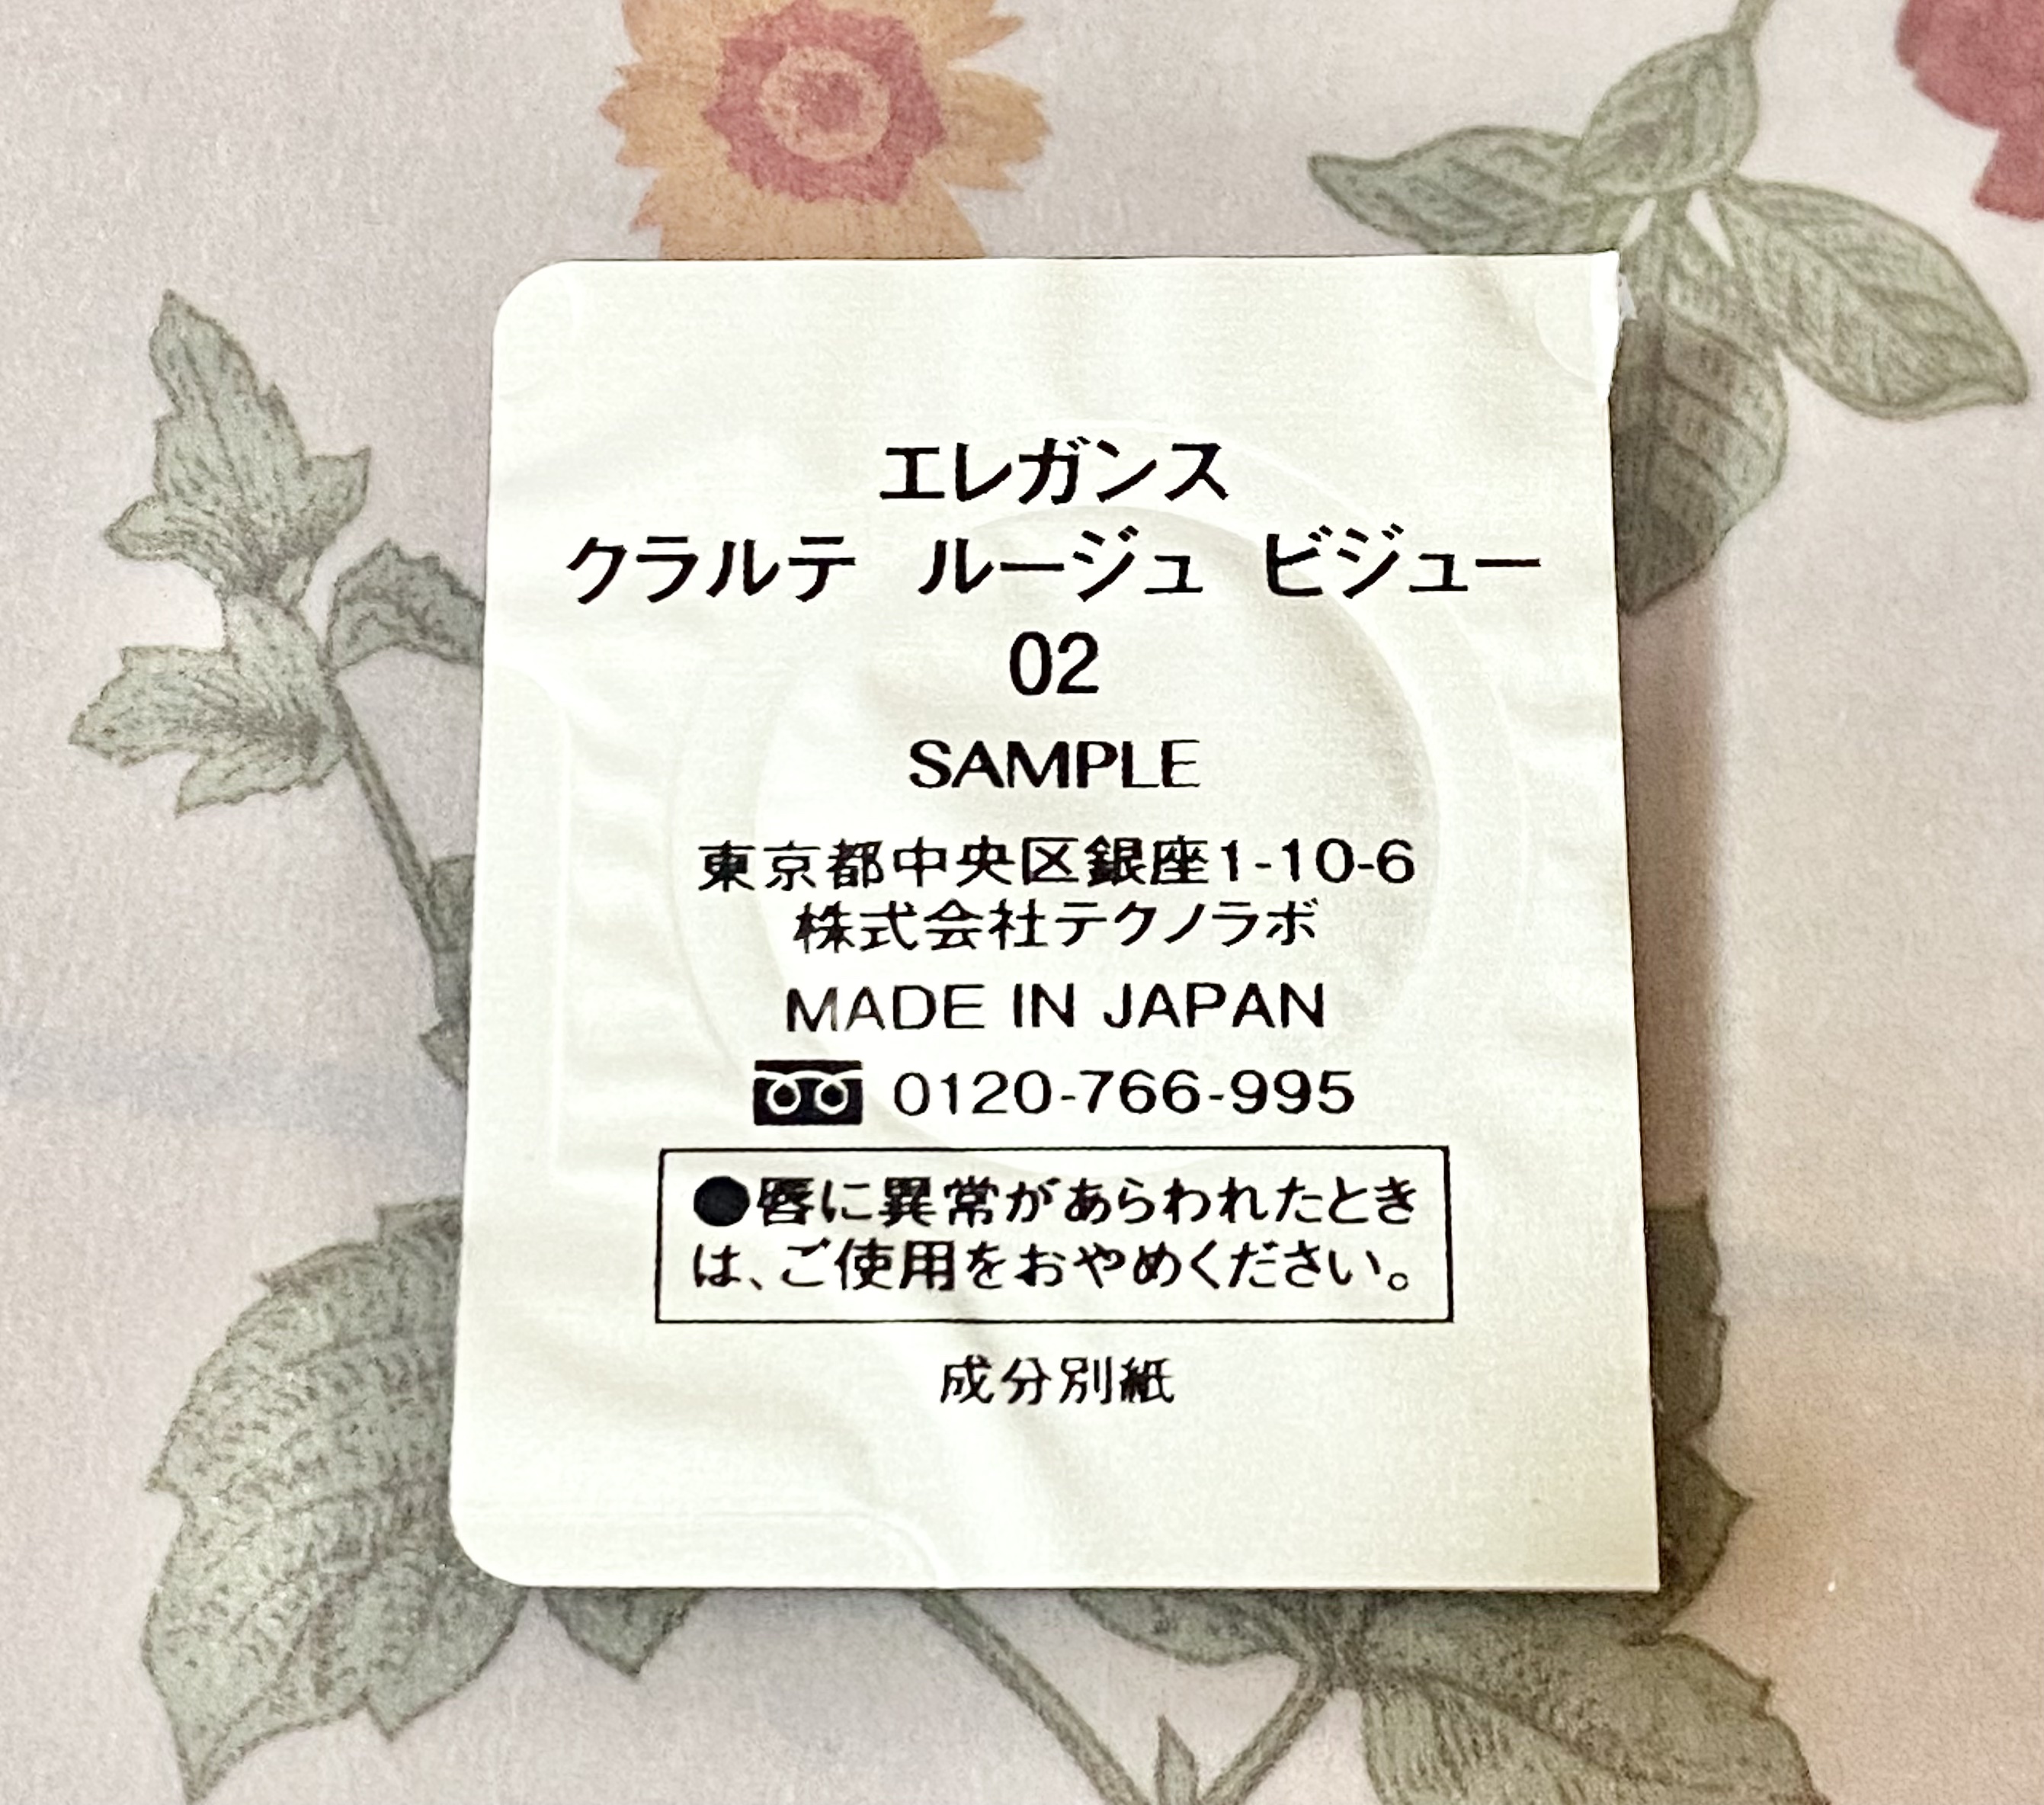 エレガンス
クラルテ ルージュ ビジュー
02
SAMPLE
東京都中央区銀座1-10-6
株式会社テクノラボ
MADE IN JAPAN
0120-766-995
●唇に異常があらわれたとき
は、ご使用をおやめください。
成分別紙